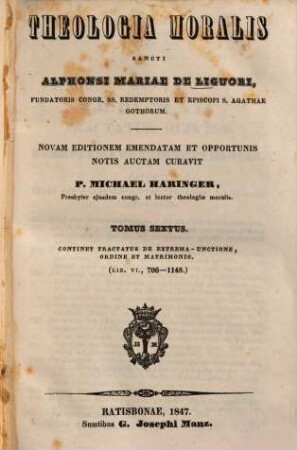 THEOLOGIA MORALIS
SANCTI
ALPHONSI MARIAE DE LIGUORI,
FUNDATORIS CONGR. SS. REDEMPTORIS ET EPISCOPI S. AGATHAE
GOTHORUM.
NOVAM EDITIONEM EMENDATAM ET OPPORTUNIS
NOTIS AUCTAM CURAVIT
P. MICHAEL HARINGER,
Presbyter ejusdem congr. et lector theologiae moralis.
TOMUS SEXTUS.
CONTINET TRACTATUS DE EXTREMA-UNCTIONE,
ORDINE ET MATRIMONIO.
(LIB. VI., 706—1148.)
RATISBONAE, 1847.
Sumtibus G. Josephi Manz.